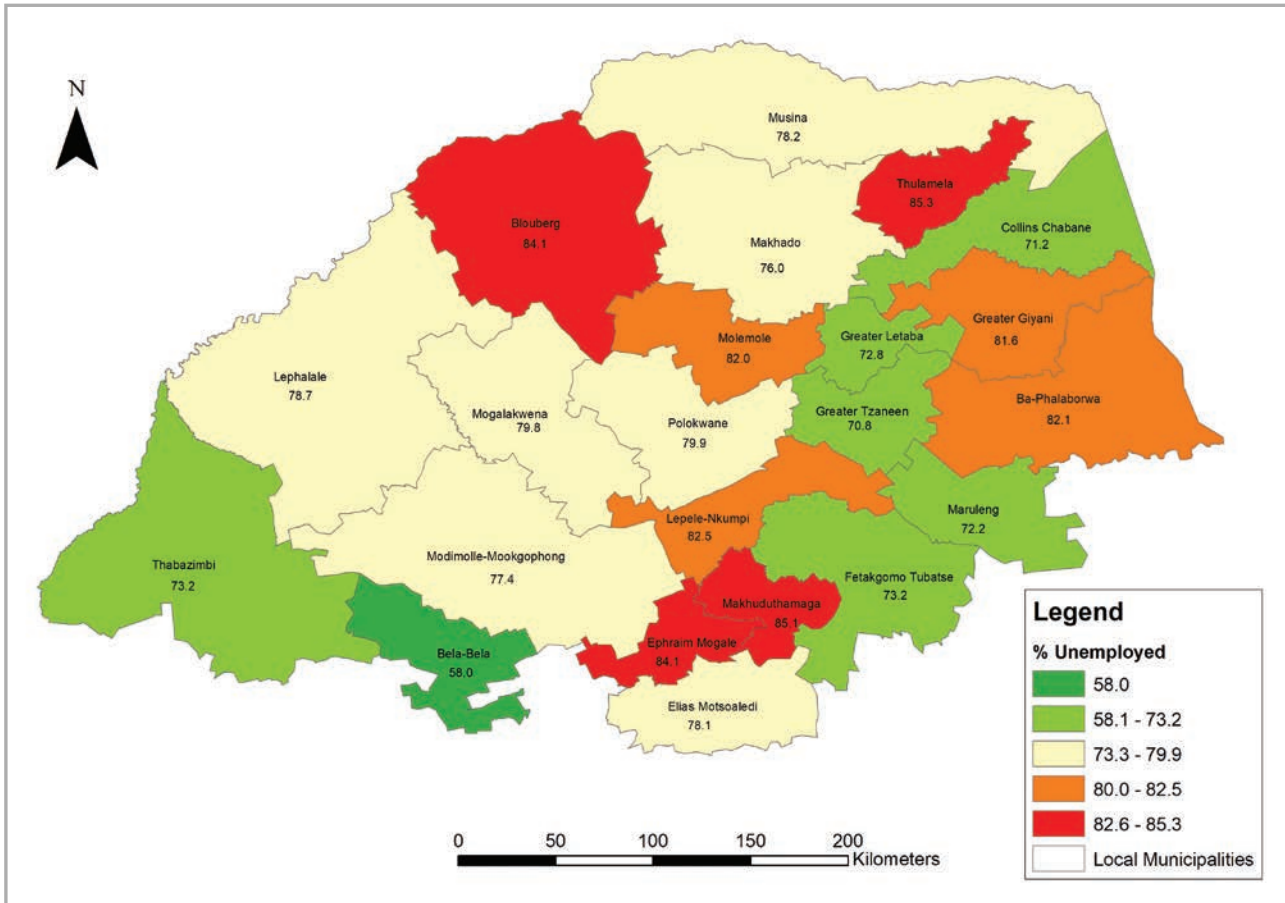 N
Musina
78.2
Thulamela
85.3
Blouberg
84.1
Collins Chabane
71.2
Makhado
76.0
Greater Giyani
81.6
Molemole
82.0
Greater Letaba
72.8
Lephalale
78.7
Ba-Phalaborwa
82.1
Mogalakwena
79.8
Polokwane
79.9
Greater Tzaneen
70.8
Maruleng
72.2
Lepele-Nkumpi
82.5
Modimolle-Mookgophong
77.4
Thabazimbi
73.2
Fetakgomo Tubatse
73.2
Makhuduthamaga
85.1
Ephraim Mogale
84.1
Bela-Bela
58.0
Elias Motsoaledi
78.1
Legend
% Unemployed
58.0
58.1 - 73.2
73.3 - 79.9
80.0 - 82.5
82.6 - 85.3
Local Municipalities
0 50 100 150 200
Kilometers